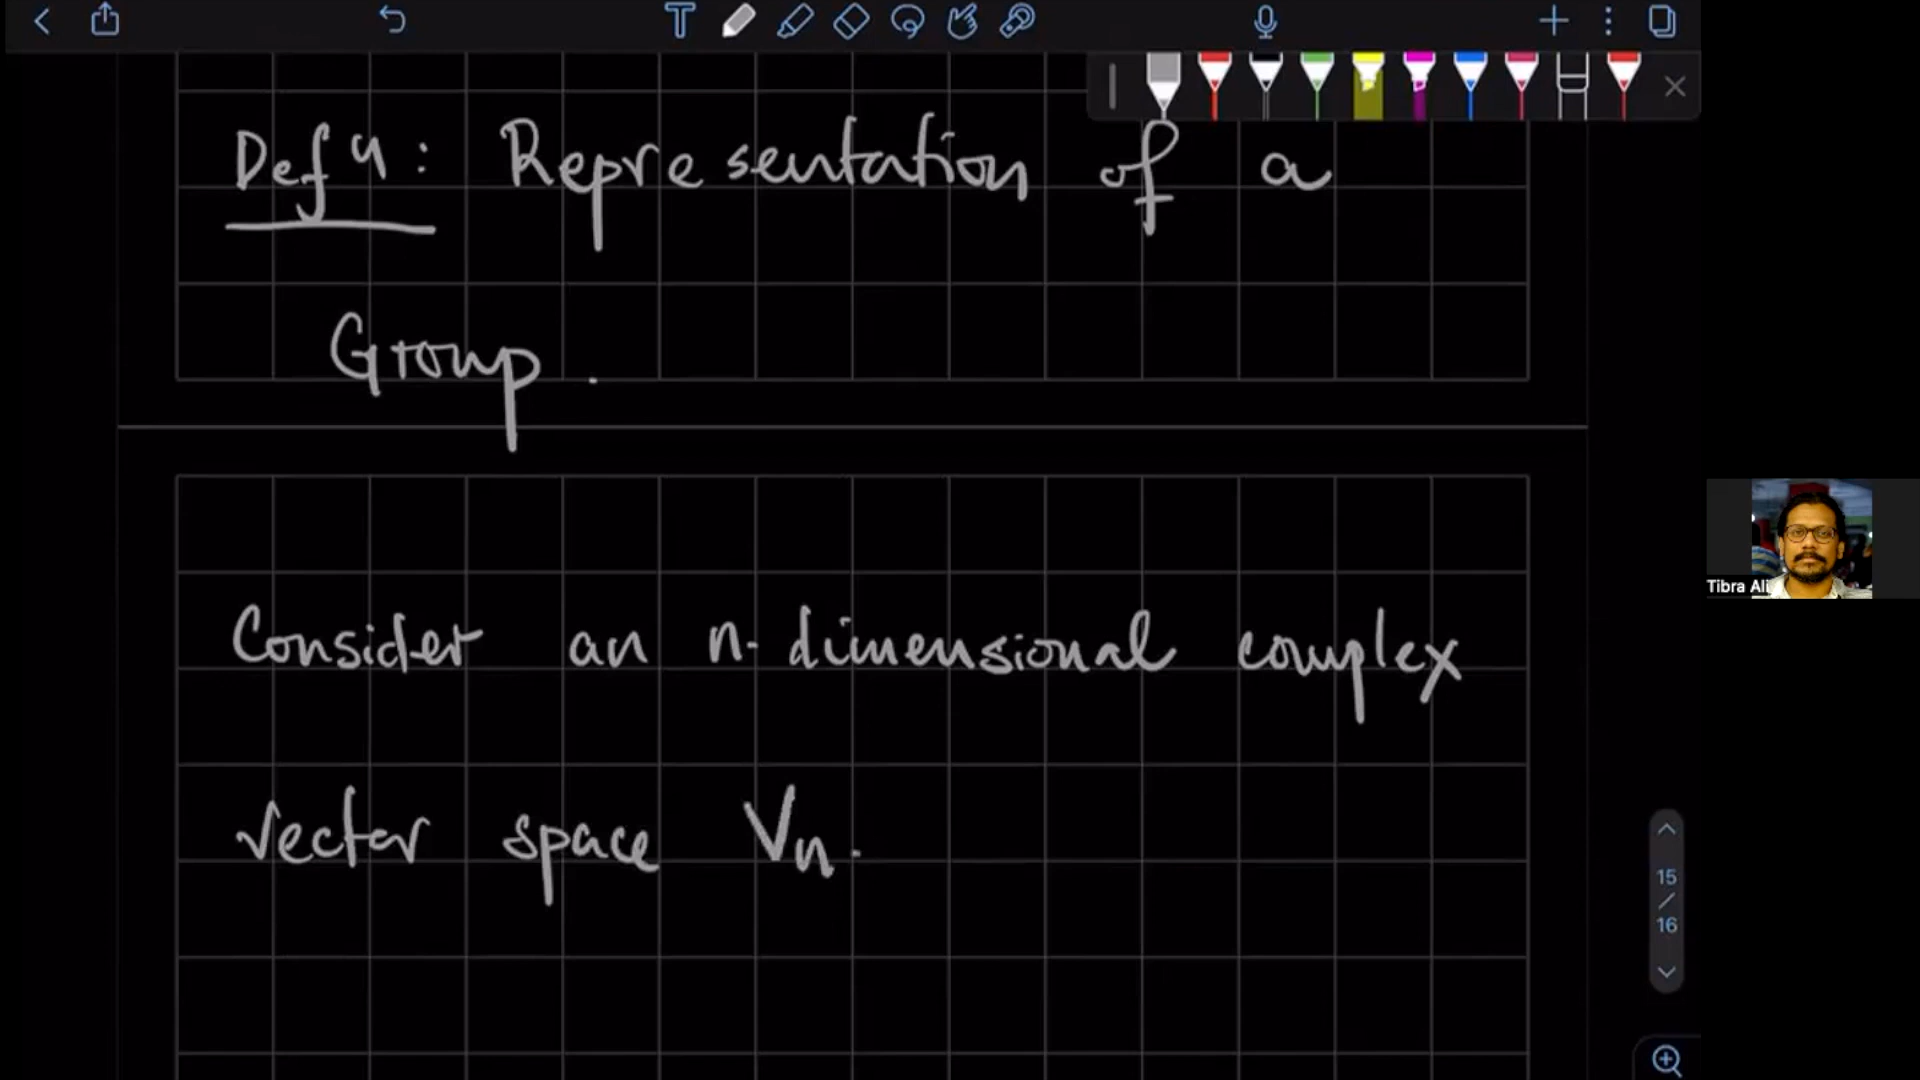 Def 4: Representation of a
Group.
Consider an n-dimensional complex
vector space Vn.
Tibra Ali
15
/
16